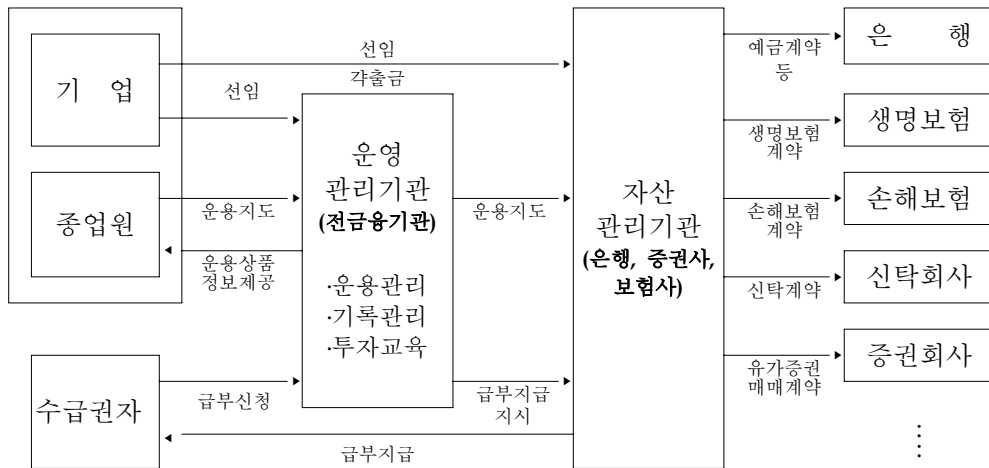 기 업
종업원
수급권자
선임
각출금
선임
운용지도
운용상품
정보제공
급부신청
급부지급
운영
관리기관
(전금융기관)
·운용관리
·기록관리
·투자교육
운용지도
급부지급
지시
자산
관리기관
(은행, 증권사,
보험사)
예금계약
등
생명보험
계약
손해보험
계약
신탁계약
유가증권
매매계약
은 행
생명보험
손해보험
신탁회사
증권회사